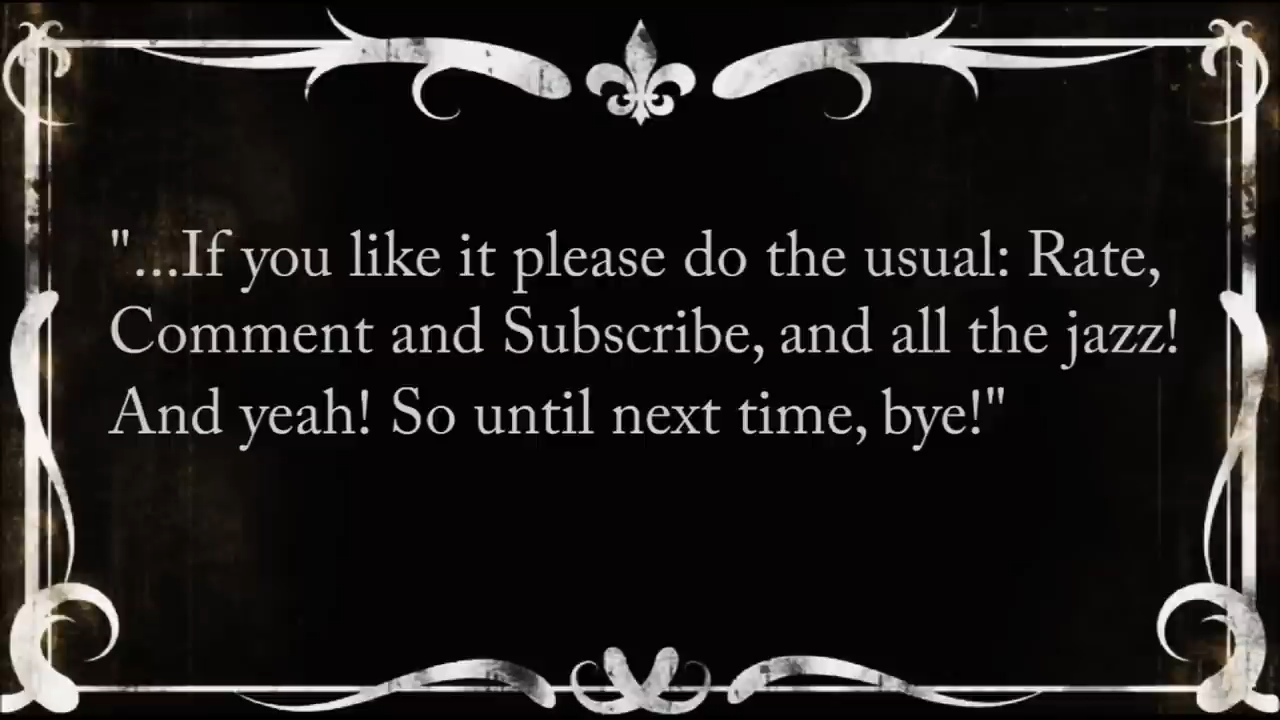 "...If you like it please do the usual: Rate,
Comment and Subscribe, and all the jazz!
And yeah! So until next time, bye!"